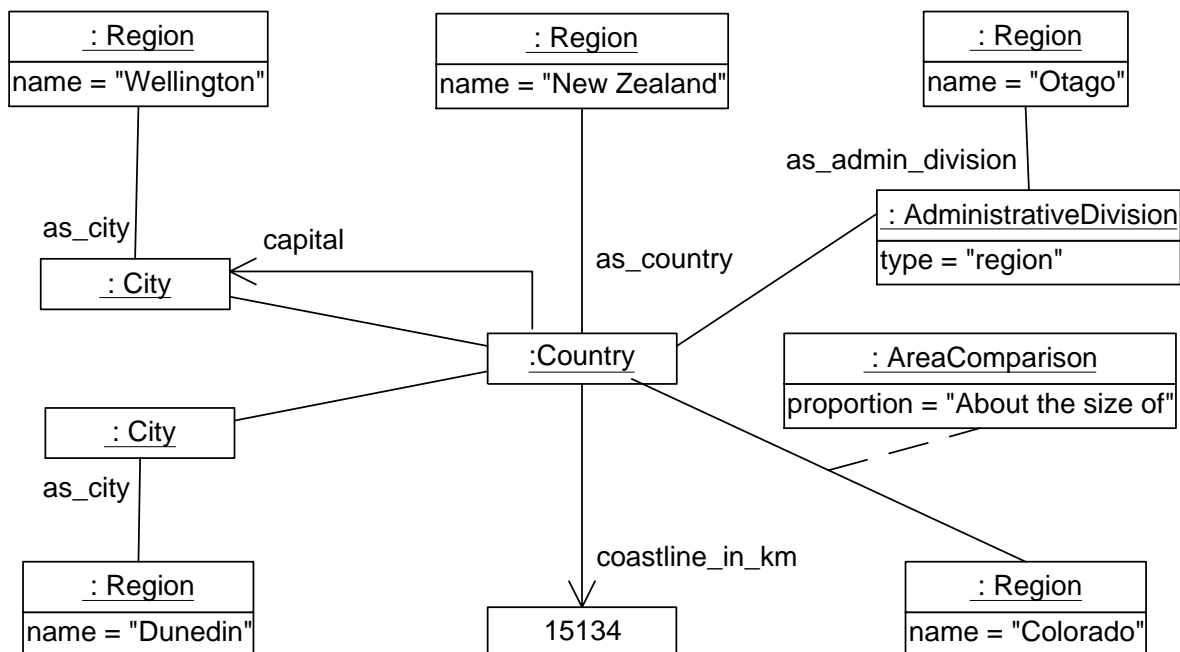 : Region
name = "Wellington"
: Region
name = "New Zealand"
: Region
name = "Otago"
as_admin_division
: AdministrativeDivision
type = "region"
as_city
capital
as_country
: City
:Country
: AreaComparison
proportion = "About the size of"
: City
as_city
coastline_in_km
: Region
name = "Dunedin"
15134
: Region
name = "Colorado"